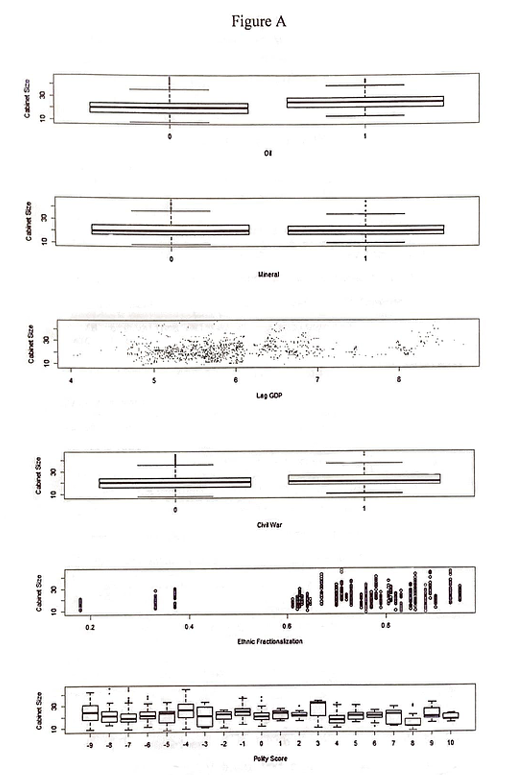 Figure A
Cabinet Size
10 30
0 1
Oil
Cabinet Size
10 30
0 1
Mineral
Cabinet Size
10 30
4 5 6 7 8
Lag GDP
Cabinet Size
10 30
0 1
Civil War
Cabinet Size
10 30
0.2 0.4 0.6 0.8
Ethnic Fractionalization
Cabinet Size
10 30
-9 -8 -7 -6 -5 -4 -3 -2 -1 0 1 2 3 4 5 6 7 8 9 10
Polity Score